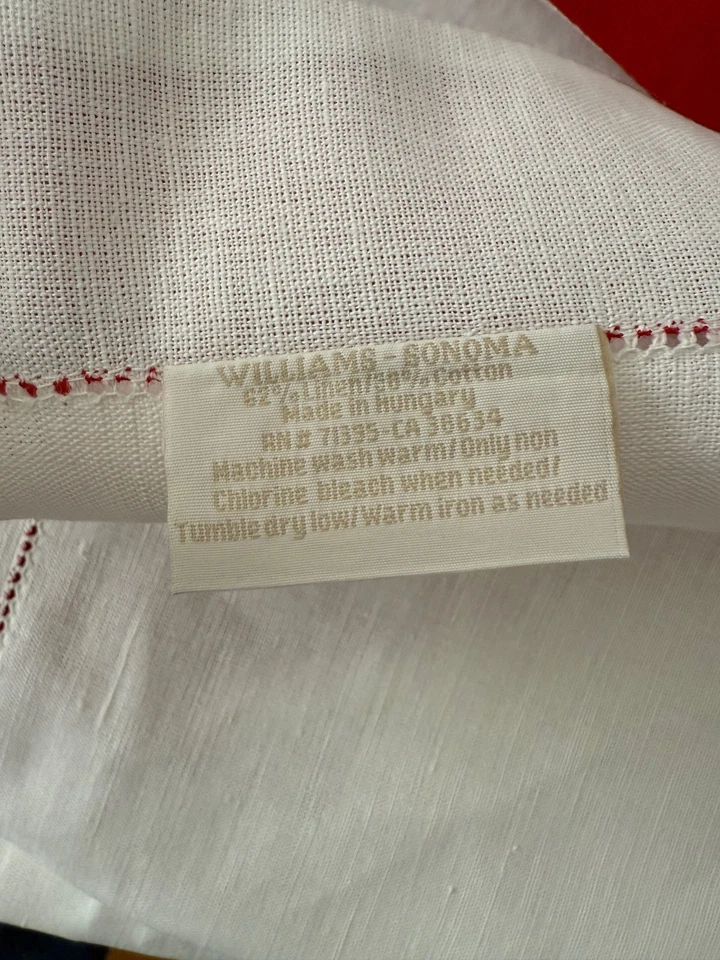 WILLIAMS-SONOMA
62% Linen/38% Cotton
Made in Hungary
RN # 71395-CA 38634
Machine wash warm/Only non
Chlorine bleach when needed/
Tumble dry low/Warm iron as needed